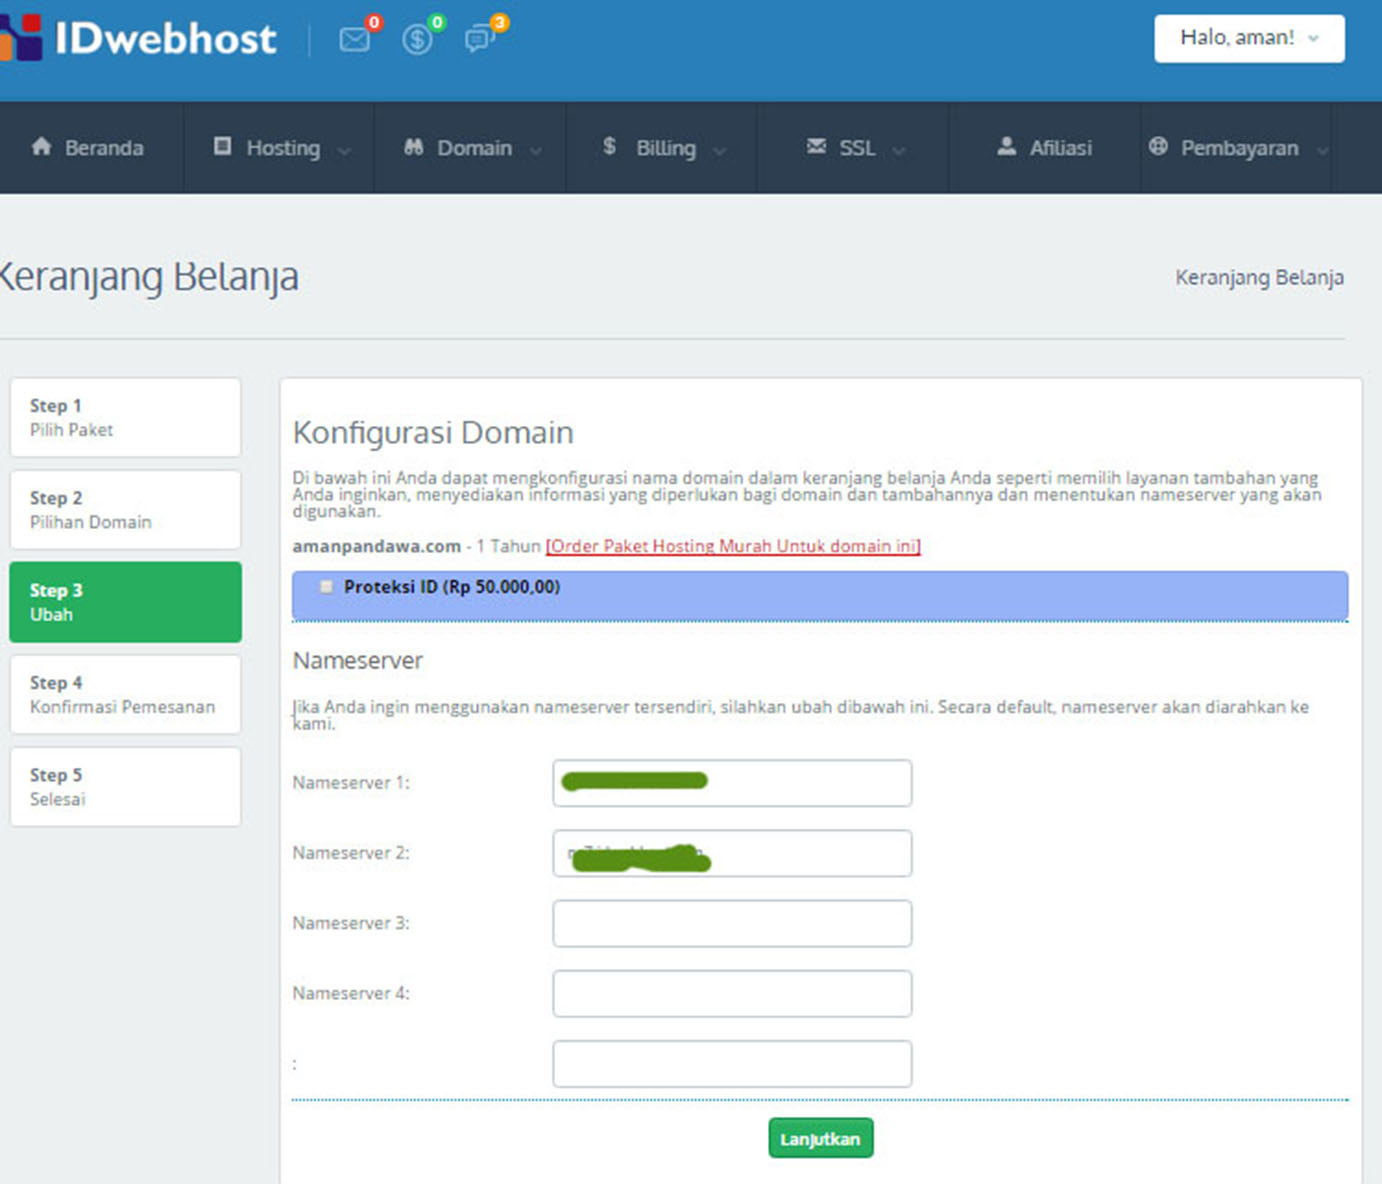 IDwebhost
0
0
3
Halo, aman!
Beranda
Hosting
Domain
Billing
SSL
Afiliasi
Pembayaran
Keranjang Belanja
Keranjang Belanja
Step 1
Pilih Paket
Step 2
Pilihan Domain
Step 3
Ubah
Step 4
Konfirmasi Pemesanan
Step 5
Selesai
Konfigurasi Domain
Di bawah ini Anda dapat mengkonfigurasi nama domain dalam keranjang belanja Anda seperti memilih layanan tambahan yang
Anda inginkan, menyediakan informasi yang diperlukan bagi domain dan tambahannya dan menentukan nameserver yang akan
digunakan.
amanpandawa.com - 1 Tahun [Order Paket Hosting Murah Untuk domain ini]
Proteksi ID (Rp 50.000,00)
Nameserver
Jika Anda ingin menggunakan nameserver tersendiri, silahkan ubah dibawah ini. Secara default, nameserver akan diarahkan ke
kami.
Nameserver 1:
Nameserver 2:
Nameserver 3:
Nameserver 4:
:
Lanjutkan